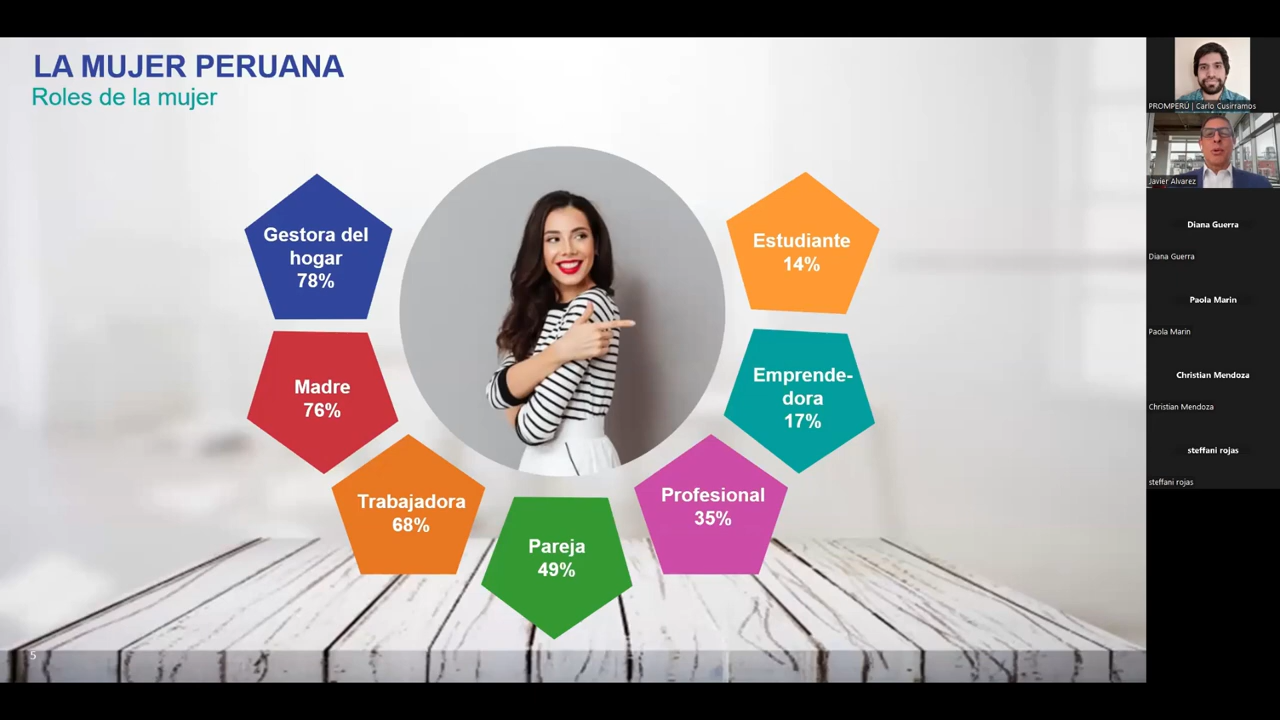 LA MUJER PERUANA
Roles de la mujer
Gestora del
hogar
78%
Madre
76%
Trabajadora
68%
Pareja
49%
Profesional
35%
Emprende-
dora
17%
Estudiante
14%
5
PROMPERÚ | Carlo Cusirramos
Javier Alvarez
Diana Guerra
Diana Guerra
Paola Marin
Paola Marin
Christian Mendoza
Christian Mendoza
steffani rojas
steffani rojas